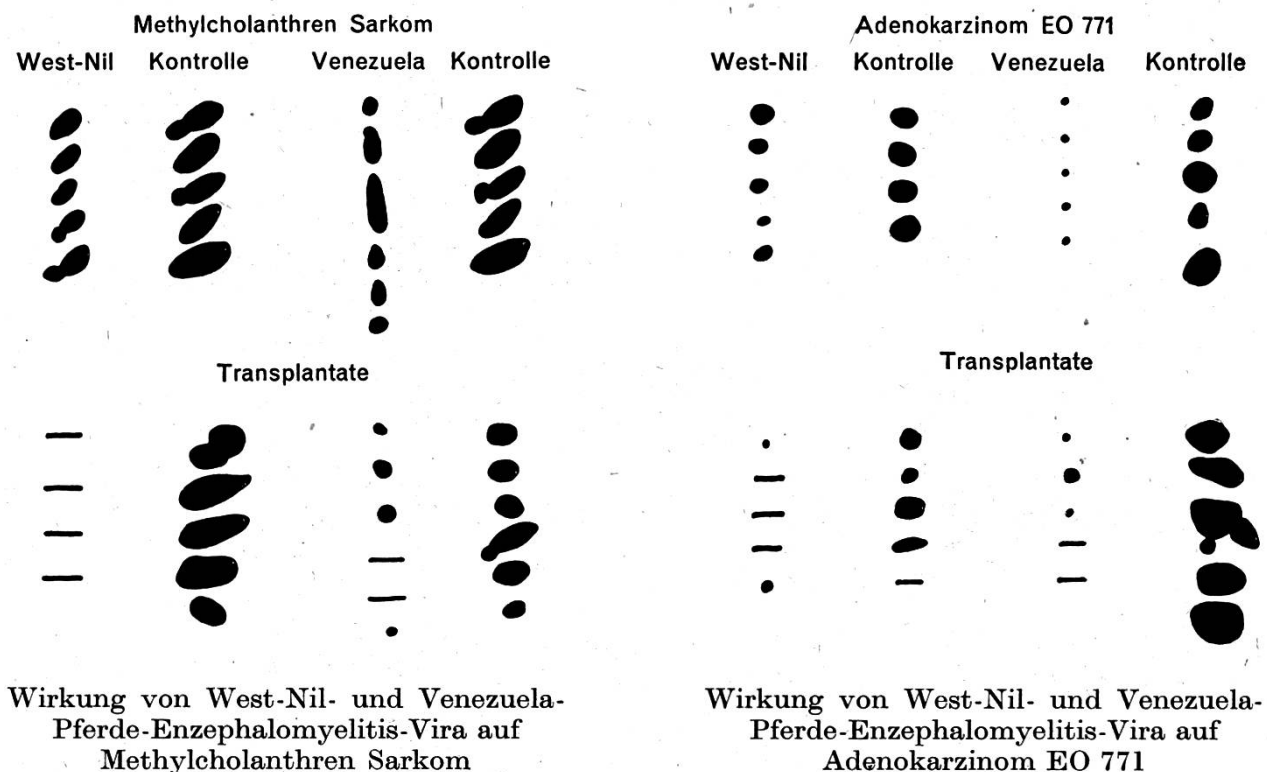 Methylcholanthren Sarkom
West-Nil Kontrolle Venezuela Kontrolle
Transplantate
Wirkung von West-Nil- und Venezuela-
Pferde-Enzephalomyelitis-Vira auf
Methylcholanthren Sarkom
Adenokarzinom EO 771
West-Nil Kontrolle Venezuela Kontrolle
Transplantate
Wirkung von West-Nil- und Venezuela-
Pferde-Enzephalomyelitis-Vira auf
Adenokarzinom EO 771